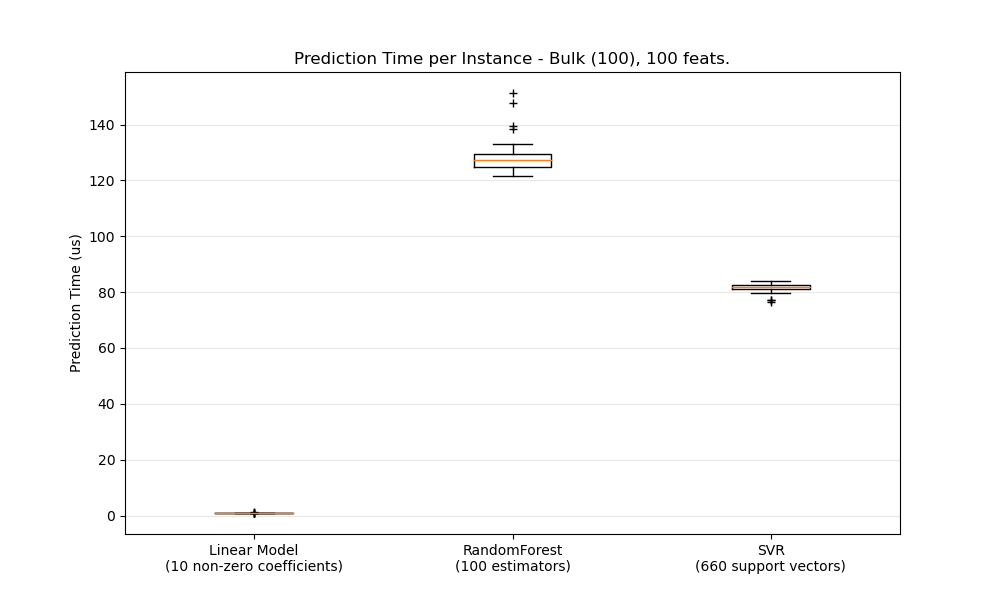 Prediction Time per Instance - Bulk (100), 100 feats.
Prediction Time (us)
140
120
100
80
60
40
20
0
Linear Model
(10 non-zero coefficients)
RandomForest
(100 estimators)
SVR
(660 support vectors)